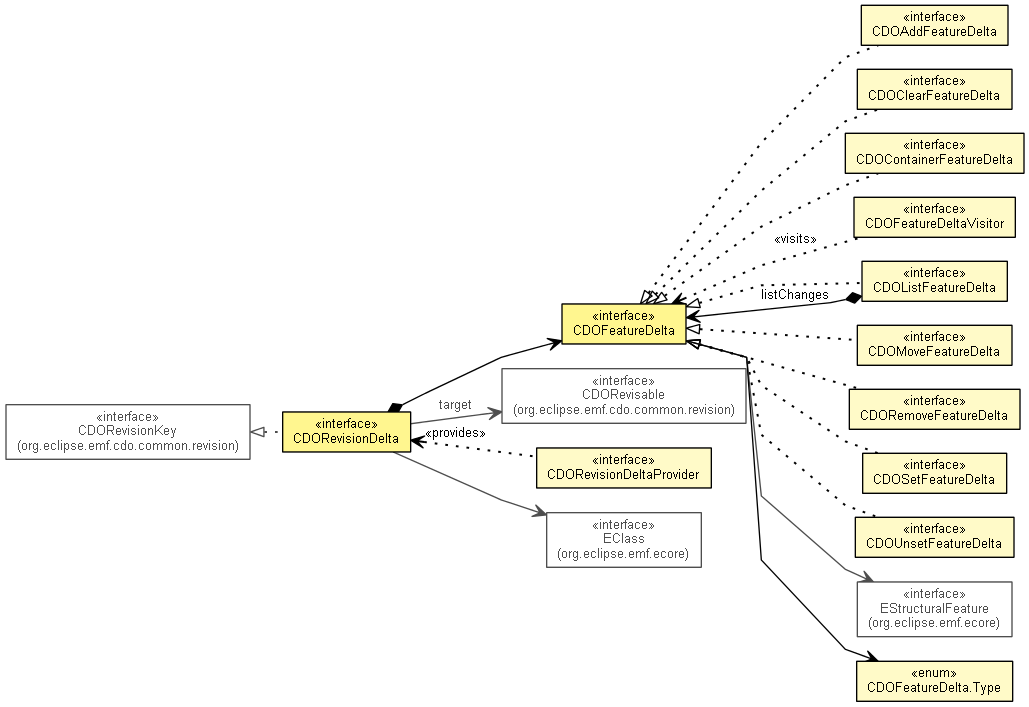 «interface»
CDOAddFeatureDelta
«interface»
CDOClearFeatureDelta
«interface»
CDOContainerFeatureDelta
«interface»
CDOFeatureDeltaVisitor
«visits»
«interface»
CDOListFeatureDelta
listChanges
«interface»
CDOFeatureDelta
«interface»
CDOMoveFeatureDelta
«interface»
CDORevisable
(org.eclipse.emf.cdo.common.revision)
target
«interface»
CDORemoveFeatureDelta
«interface»
CDORevisionKey
(org.eclipse.emf.cdo.common.revision)
«interface»
CDORevisionDelta
«provides»
«interface»
CDORevisionDeltaProvider
«interface»
CDOSetFeatureDelta
«interface»
EClass
(org.eclipse.emf.ecore)
«interface»
CDOUnsetFeatureDelta
«interface»
EStructuralFeature
(org.eclipse.emf.ecore)
«enum»
CDOFeatureDelta.Type